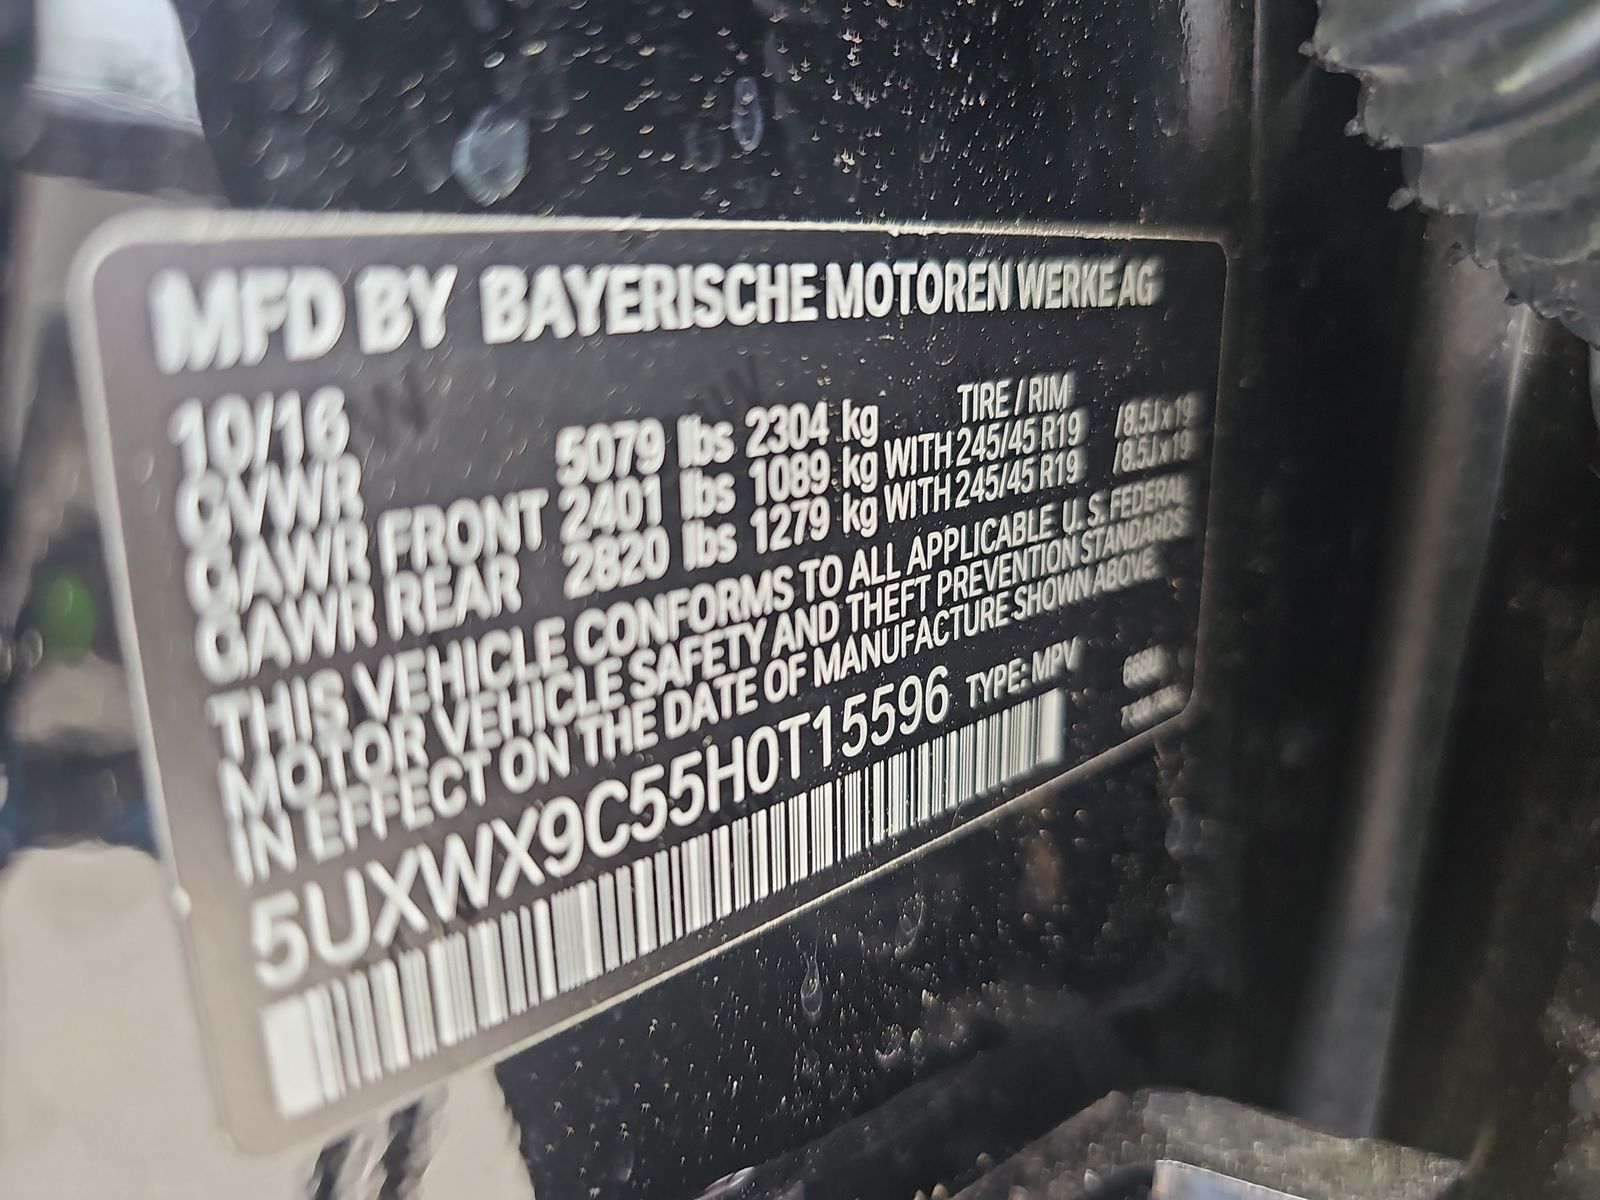 MFD BY BAYERISCHE MOTOREN WERKE AG
10/16 TIRE / RIM
GVWR 5079 lbs 2304 kg
GAWR FRONT 2401 lbs 1089 kg WITH 245/45 R19 /8.5J x 19
GAWR REAR 2820 lbs 1279 kg WITH 245/45 R19 /8.5J x 19
THIS VEHICLE CONFORMS TO ALL APPLICABLE U.S. FEDERAL
MOTOR VEHICLE SAFETY AND THEFT PREVENTION STANDARDS
IN EFFECT ON THE DATE OF MANUFACTURE SHOWN ABOVE
5UXWX9C55H0T15596 TYPE: MPV